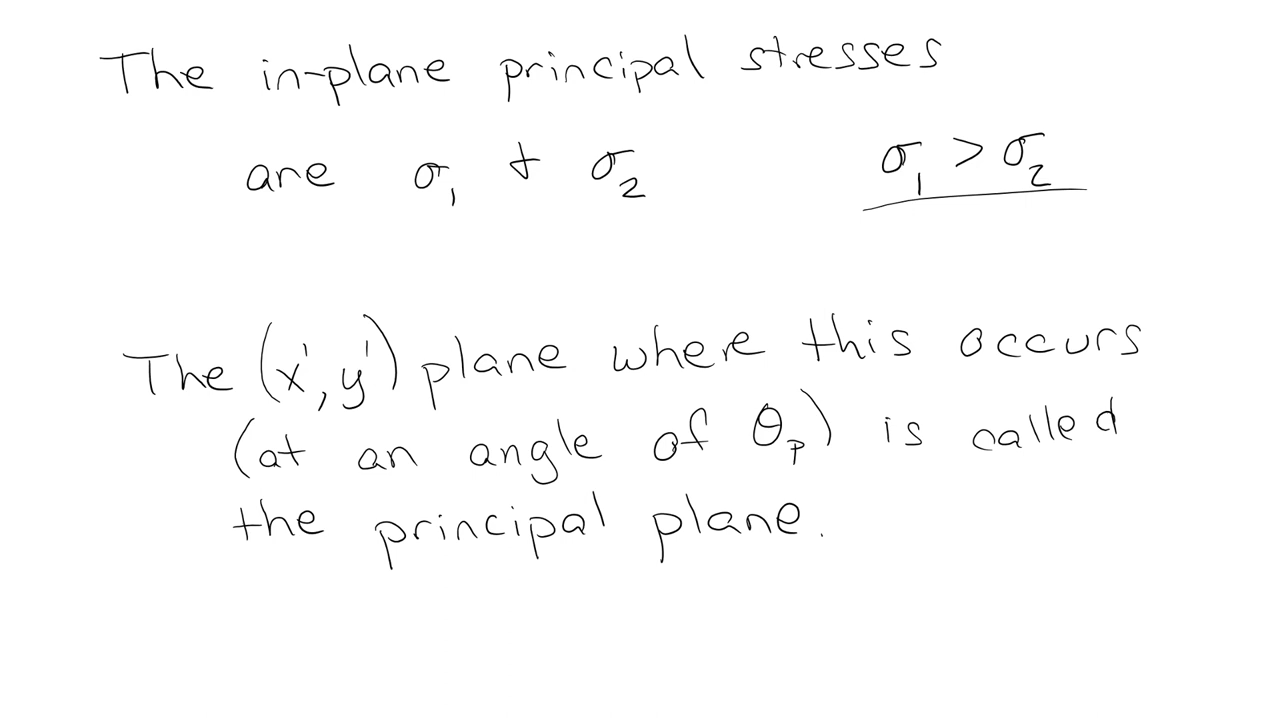 The in-plane principal stresses
are σ₁ + σ₂ σ₁ > σ₂
The (x', y') plane where this occurs
(at an angle of θₚ) is called
the principal plane.